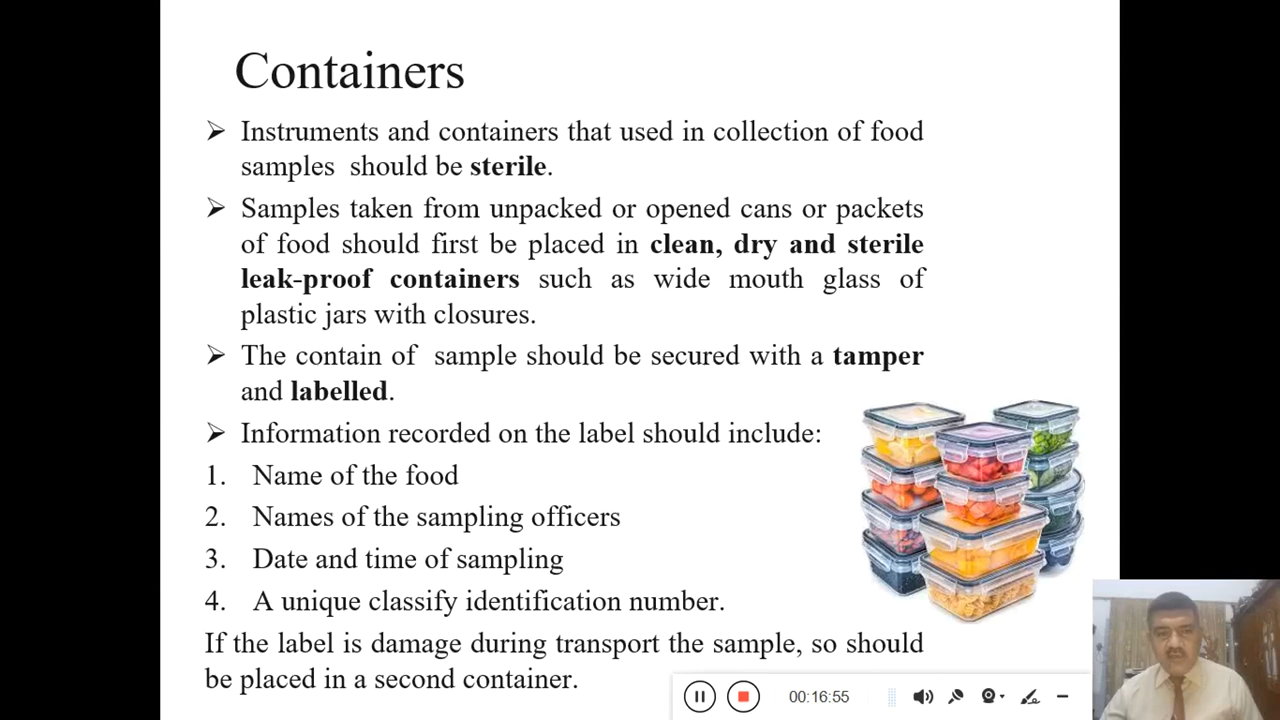 Containers
➢ Instruments and containers that used in collection of food
samples should be sterile.
➢ Samples taken from unpacked or opened cans or packets
of food should first be placed in clean, dry and sterile
leak-proof containers such as wide mouth glass of
plastic jars with closures.
➢ The contain of sample should be secured with a tamper
and labelled.
➢ Information recorded on the label should include:
1. Name of the food
2. Names of the sampling officers
3. Date and time of sampling
4. A unique classify identification number.
If the label is damage during transport the sample, so should
be placed in a second container.
00:16:55